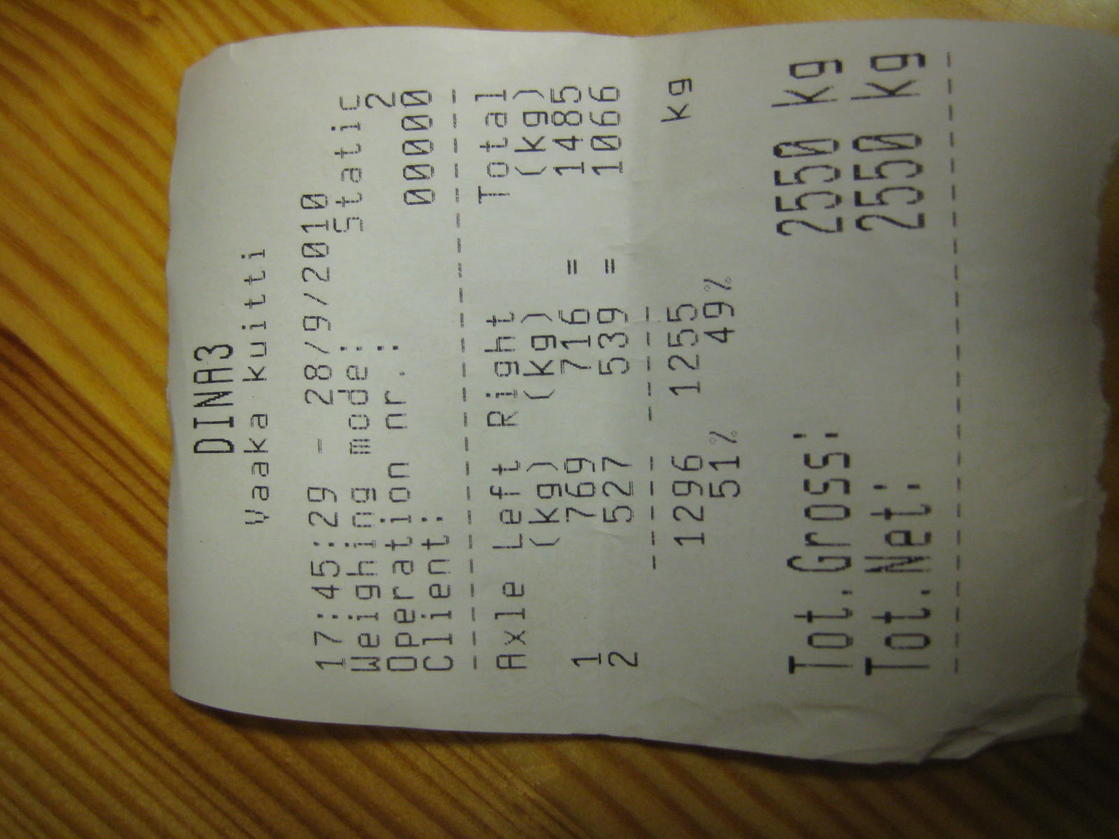 DINA3
Vaaka kuitti
17:45:29 - 28/9/2010
Weighing mode: Static
Operation nr.: 2
Client: 00000
--------------------------------
Axle Left Right Total
(kg) (kg) (kg)
1 769 716 = 1485
2 527 539 = 1066
------ ------
1296 1255 kg
51% 49%
Tot.Gross: 2550 kg
Tot.Net: 2550 kg
--------------------------------